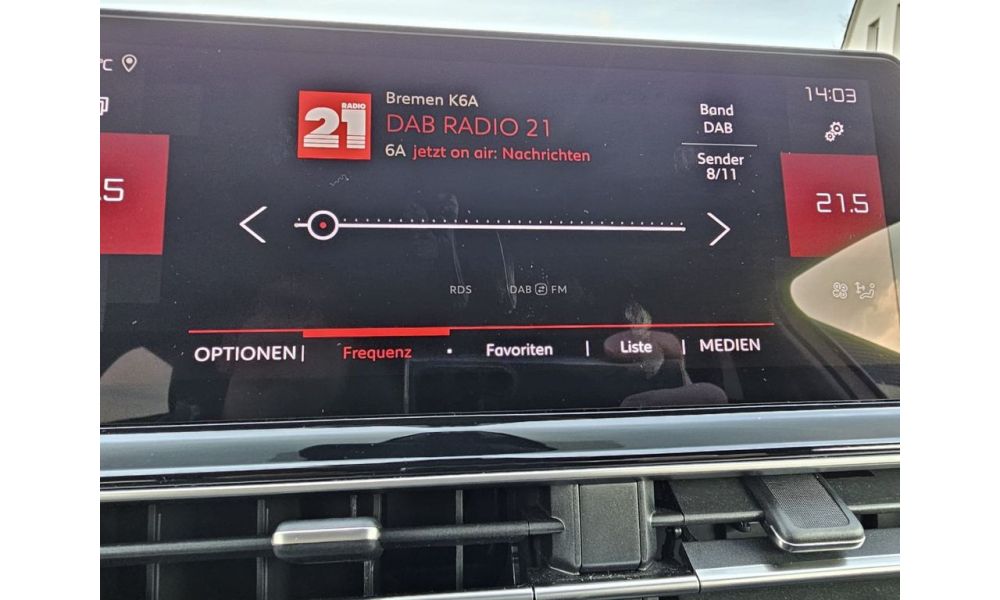 °C
14:03
Bremen K6A
RADIO
21
DAB RADIO 21
6A jetzt on air: Nachrichten
Band
DAB
Sender
8/11
.5
21.5
RDS
DAB FM
OPTIONEN |
Frequenz
Favoriten |
Liste |
MEDIEN